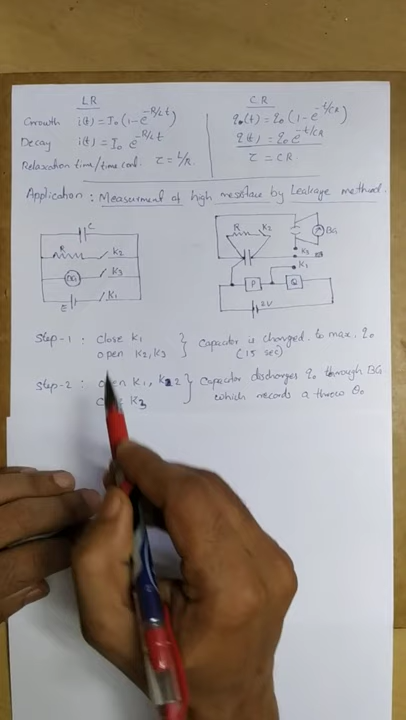 LR
CR
Growth i(t) = I₀ (1 - e^{-R/L t})
q(t) = q₀ (1 - e^{-t/CR})
Decay i(t) = I₀ e^{-R/L t}
q(t) = q₀ e^{-t/CR}
Relaxation time/time const. τ = L/R.
τ = CR
Application : Measurment of high resistance by Leakage method.
C
R K2
BG K3
E K1
R K2
BG
K3
K1
P Q
2V
Step-1 : close K1
open K2, K3
} Capacitor is charged to max. q₀
(15 sec)
Step-2 : open K1, K2
K3
} Capacitor discharges q₀ through BG
which records a throw θ₀